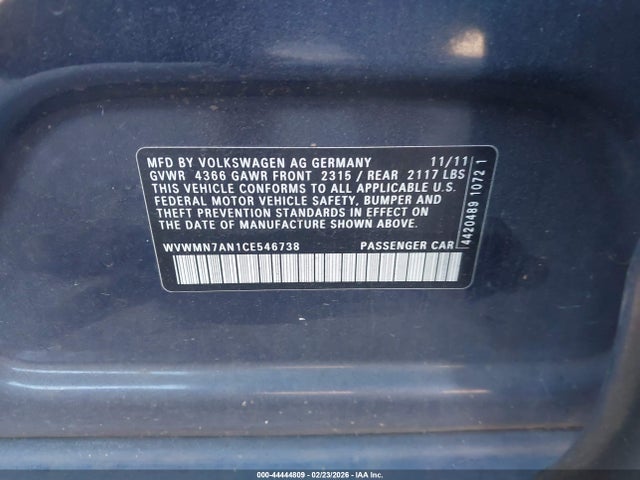 MFD BY VOLKSWAGEN AG GERMANY 11/11
GVWR 4366 GAWR FRONT 2315 / REAR 2117 LBS
THIS VEHICLE CONFORMS TO ALL APPLICABLE U.S.
FEDERAL MOTOR VEHICLE SAFETY, BUMPER AND
THEFT PREVENTION STANDARDS IN EFFECT ON
THE DATE OF MANUFACTURE SHOWN ABOVE.
WVWMN7AN1CE546738 PASSENGER CAR
4420489 1072 1
000-44444809 - 02/23/2026 - IAA Inc.